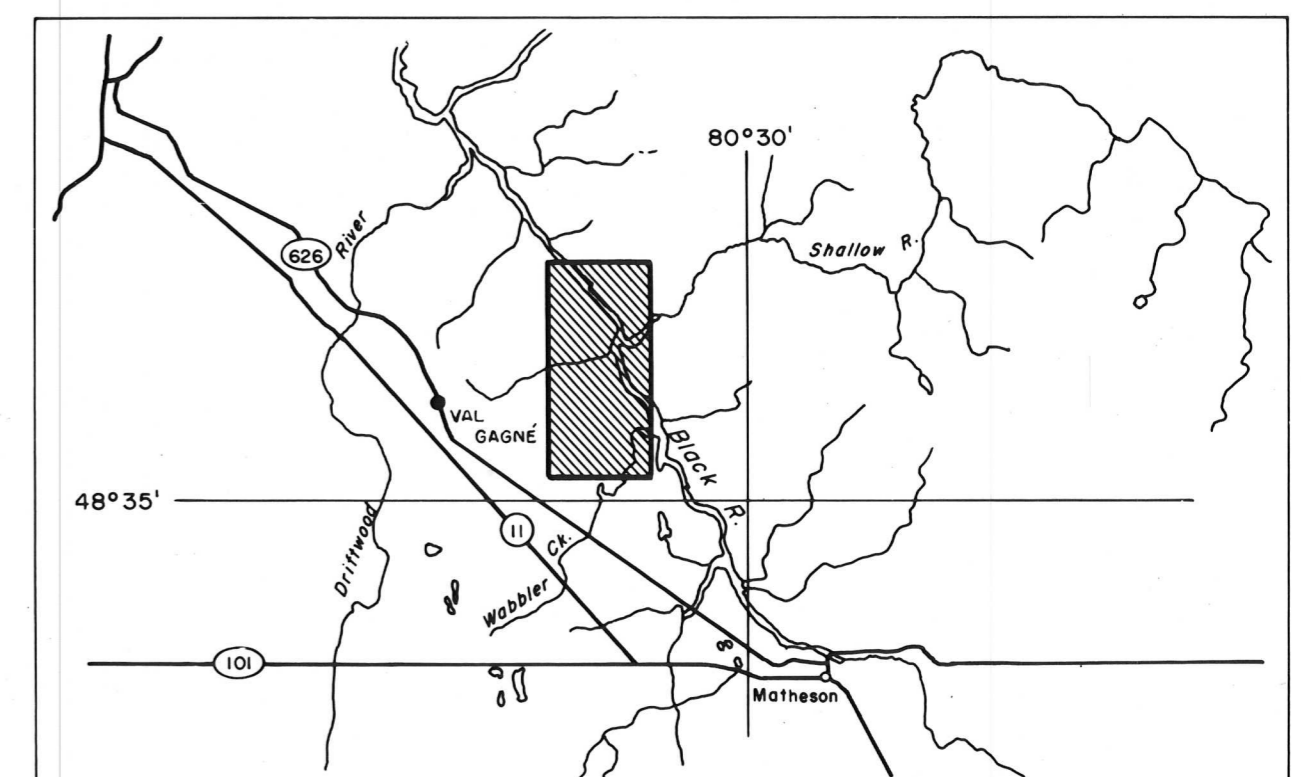 80°30'
River
626
Shallow R.
VAL
GAGNÉ
Black R.
48°35'
Driftwood
11
Wabbler Ck.
101
Matheson